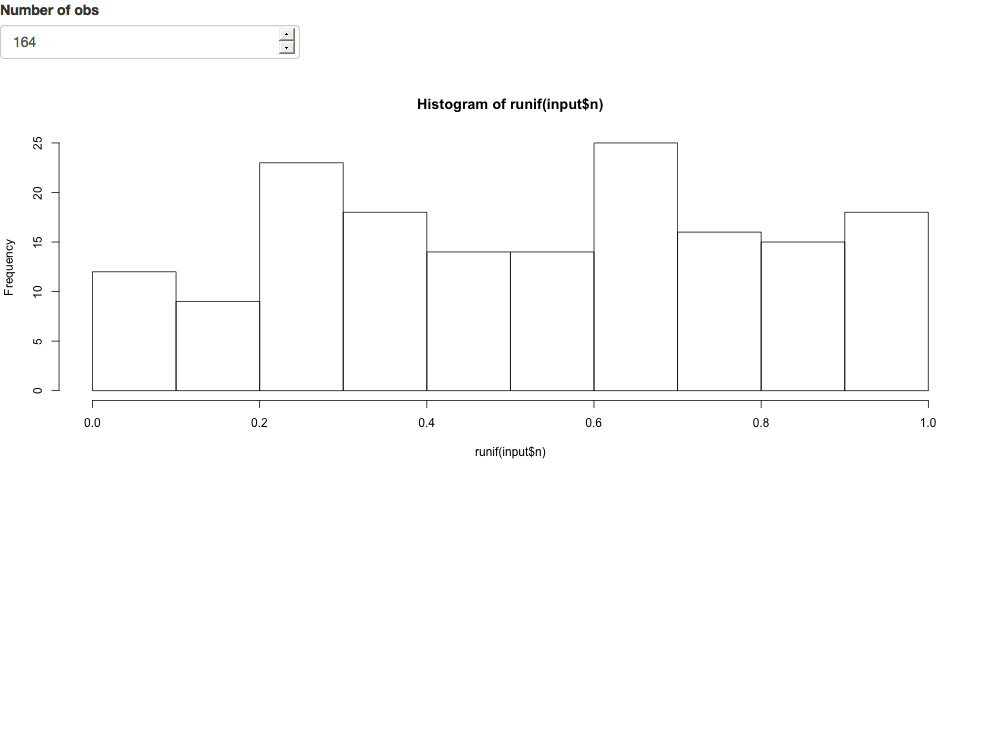 Number of obs
164
Histogram of runif(input$n)
Frequency
25
20
15
10
5
0
0.0 0.2 0.4 0.6 0.8 1.0
runif(input$n)